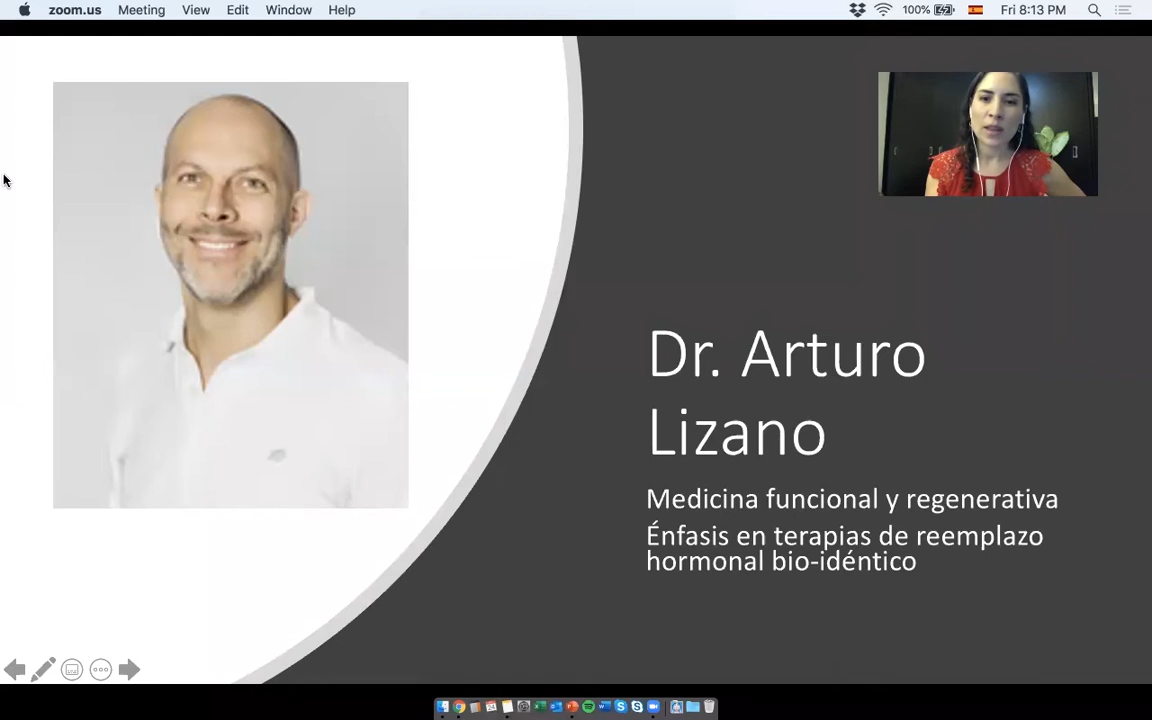 zoom.us Meeting View Edit Window Help 100% Fri 8:13 PM
Dr. Arturo
Lizano
Medicina funcional y regenerativa
Énfasis en terapias de reemplazo
hormonal bio-idéntico